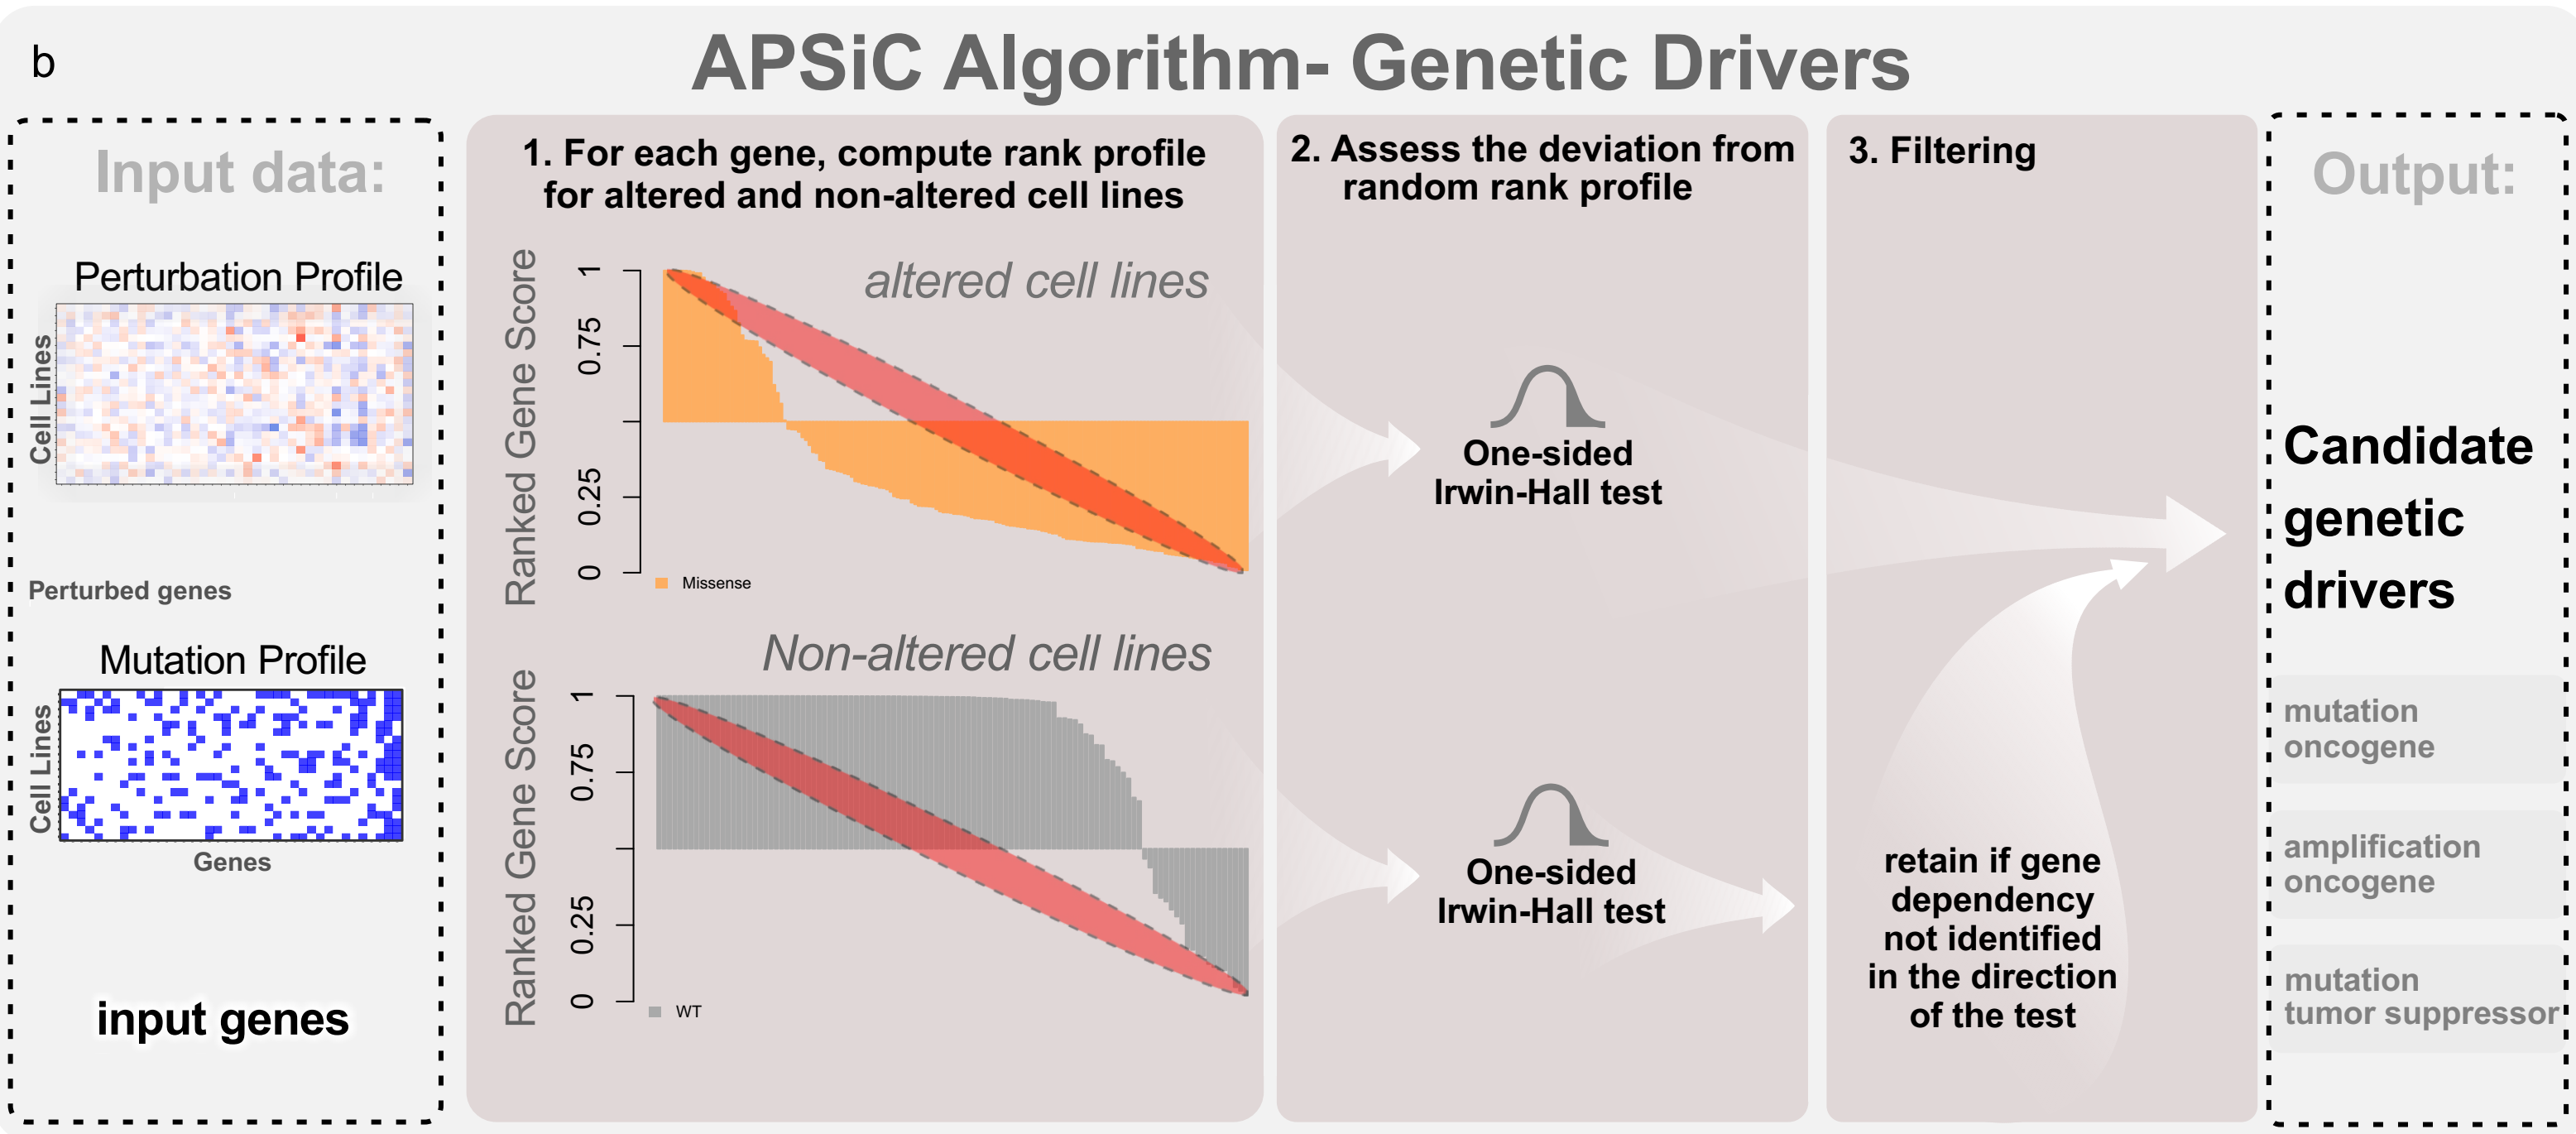 b
APSiC Algorithm- Genetic Drivers
Input data:
Perturbation Profile
Cell Lines
Perturbed genes
Mutation Profile
Cell Lines
Genes
input genes
1. For each gene, compute rank profile
for altered and non-altered cell lines
altered cell lines
Ranked Gene Score
1
0.75
0.25
0
Missense
Non-altered cell lines
Ranked Gene Score
1
0.75
0.25
0
WT
2. Assess the deviation from
random rank profile
One-sided
Irwin-Hall test
One-sided
Irwin-Hall test
3. Filtering
retain if gene
dependency
not identified
in the direction
of the test
Output:
Candidate
genetic
drivers
mutation
oncogene
amplification
oncogene
mutation
tumor suppressor